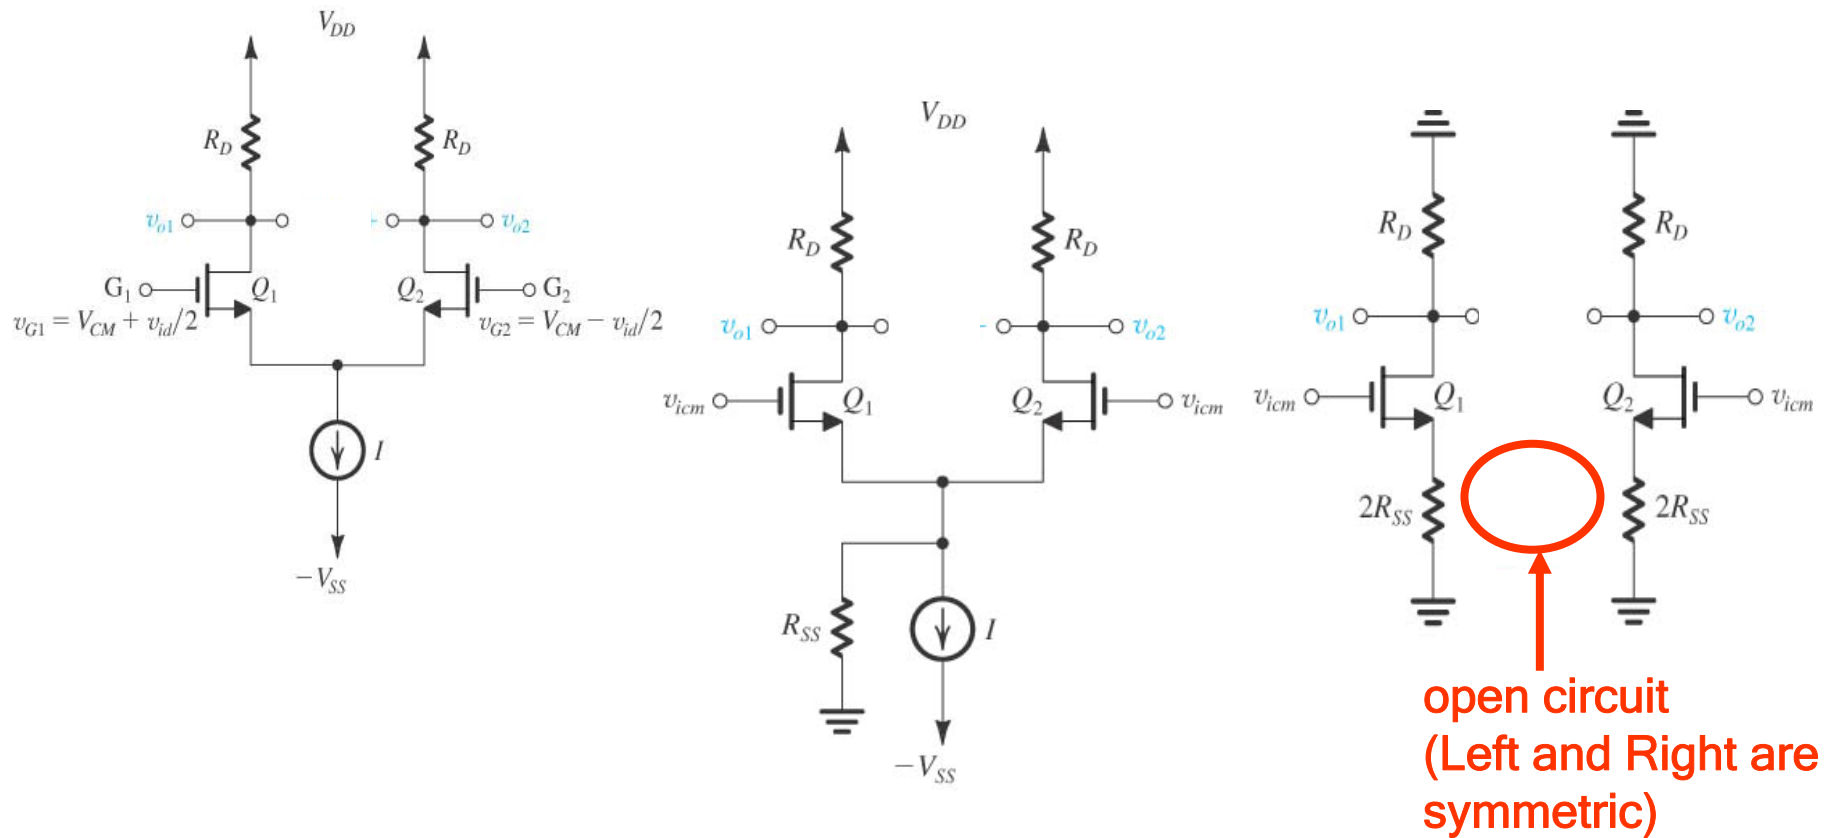 V_DD
R_D
R_D
v_o1
- v_o2
G_1
Q_1
Q_2
G_2
v_G1 = V_CM + v_id/2
v_G2 = V_CM − v_id/2
I
−V_SS
V_DD
R_D
R_D
v_o1
- v_o2
v_icm
Q_1
Q_2
v_icm
R_SS
I
−V_SS
R_D
R_D
v_o1
v_o2
v_icm
Q_1
Q_2
v_icm
2R_SS
2R_SS
open circuit
(Left and Right are
symmetric)